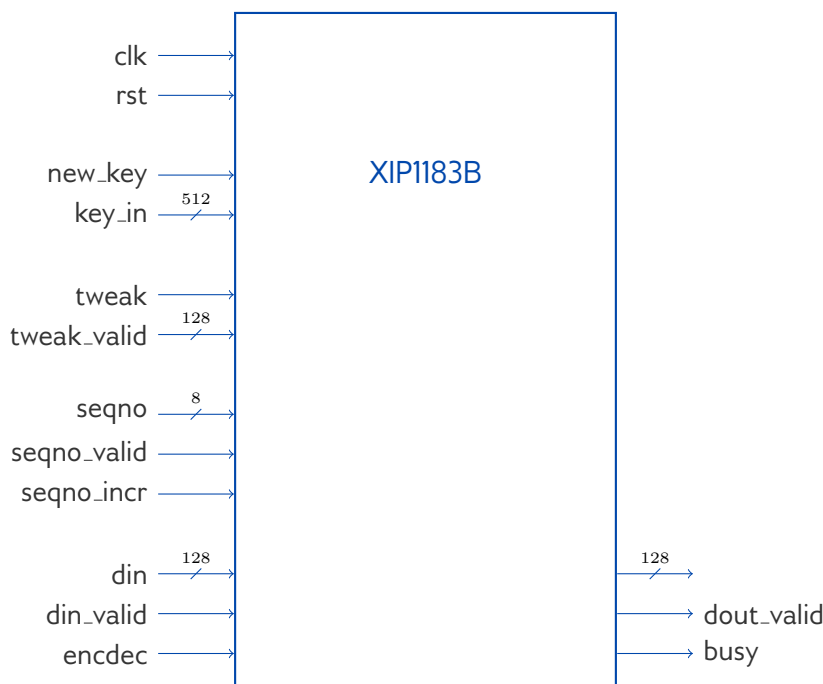 clk
rst
XIP1183B
new_key
512
key_in
tweak
128
tweak_valid
8
seqno
seqno_valid
seqno_incr
128
din
128
din_valid
dout_valid
encdec
busy